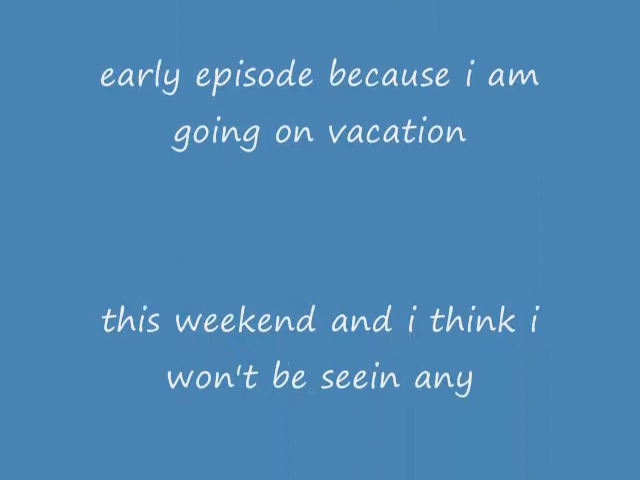 early episode because i am
going on vacation
this weekend and i think i
won't be seein any